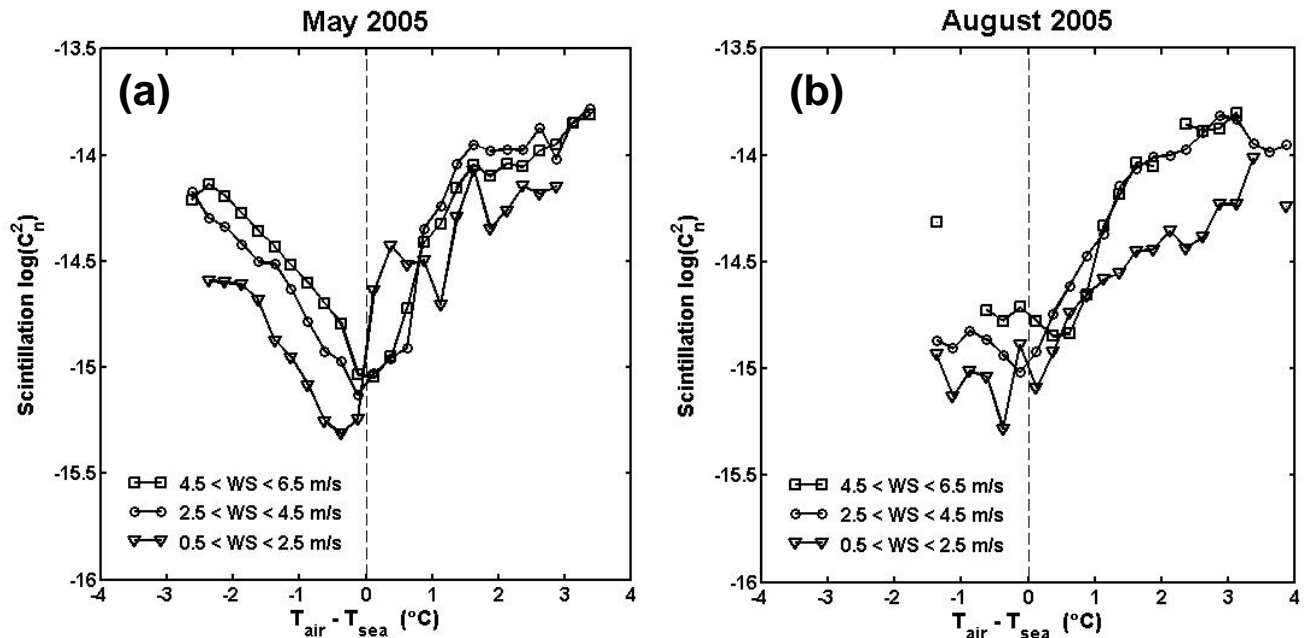 May 2005
(a)
-13.5
-14
-14.5
-15
-15.5
-16
Scintillation log(C²ₙ)
4.5 < WS < 6.5 m/s
2.5 < WS < 4.5 m/s
0.5 < WS < 2.5 m/s
-4 -3 -2 -1 0 1 2 3 4
T_air - T_sea (°C)
August 2005
(b)
-13.5
-14
-14.5
-15
-15.5
-16
Scintillation log(C²ₙ)
4.5 < WS < 6.5 m/s
2.5 < WS < 4.5 m/s
0.5 < WS < 2.5 m/s
-4 -3 -2 -1 0 1 2 3 4
T_air - T_sea (°C)